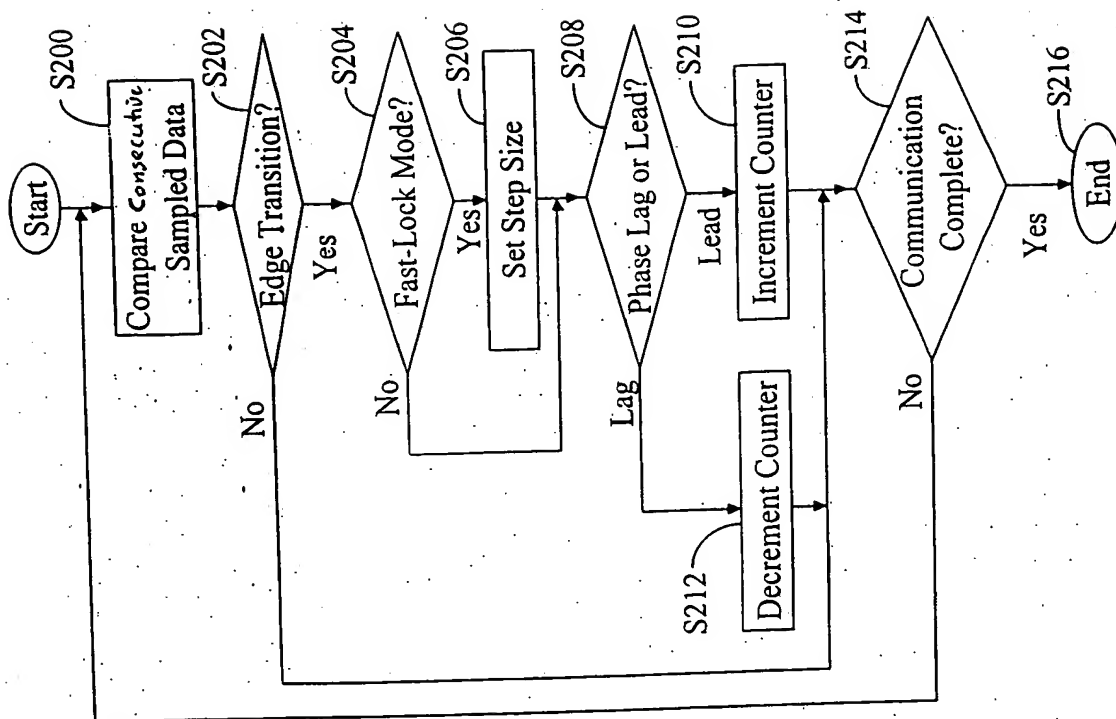 Start
S200
Compare Consecutive
Sampled Data
S202
Edge Transition?
No
Yes
S204
Fast-Lock Mode?
No
Yes
S206
Set Step Size
S208
Phase Lag or Lead?
Lag
Lead
S210
Increment Counter
S212
Decrement Counter
S214
Communication
Complete?
No
Yes
S216
End